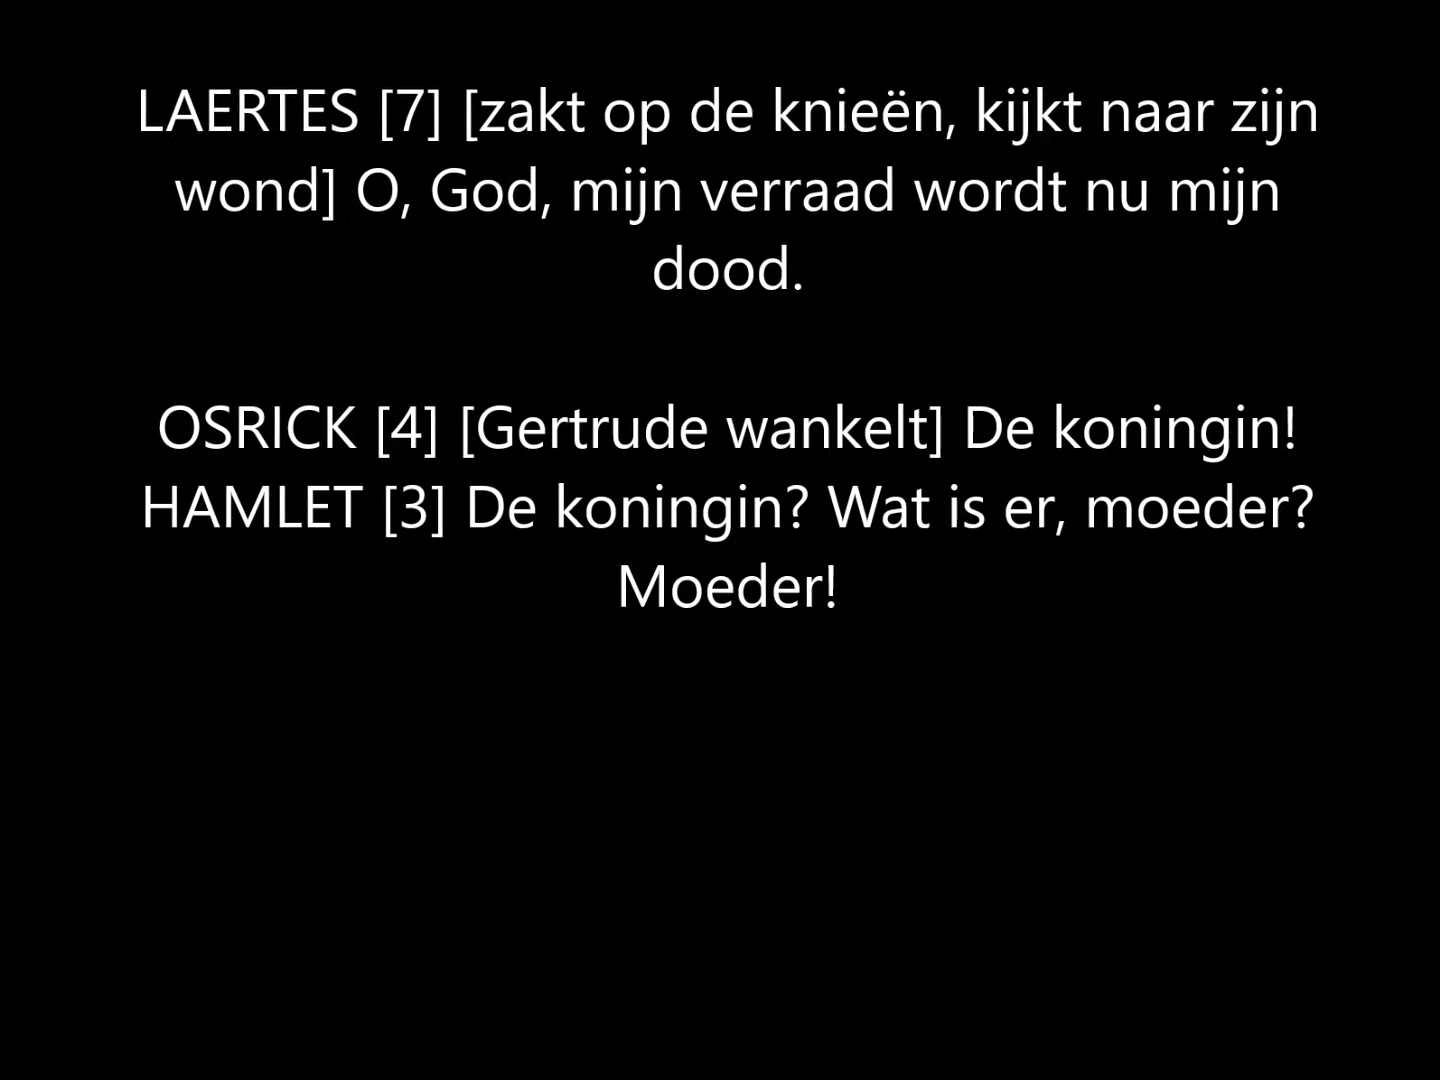 LAERTES [7] [zakt op de knieën, kijkt naar zijn
wond] O, God, mijn verraad wordt nu mijn
dood.
OSRICK [4] [Gertrude wankelt] De koningin!
HAMLET [3] De koningin? Wat is er, moeder?
Moeder!